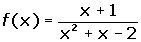 f(x) = (x + 1) / (x² + x − 2)